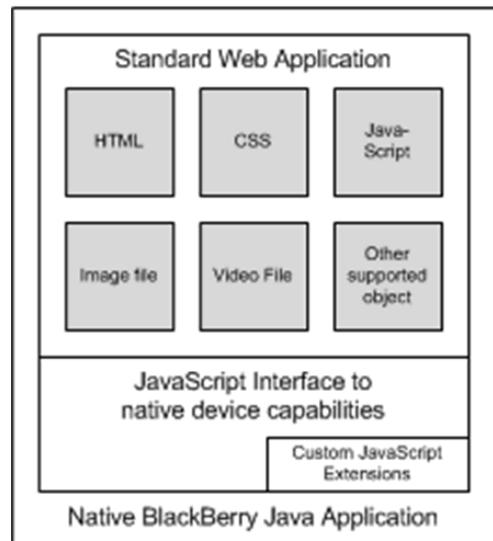 Standard Web Application
HTML
CSS
Java-
Script
Image file
Video File
Other
supported
object
JavaScript Interface to
native device capabilities
Custom JavaScript
Extensions
Native BlackBerry Java Application